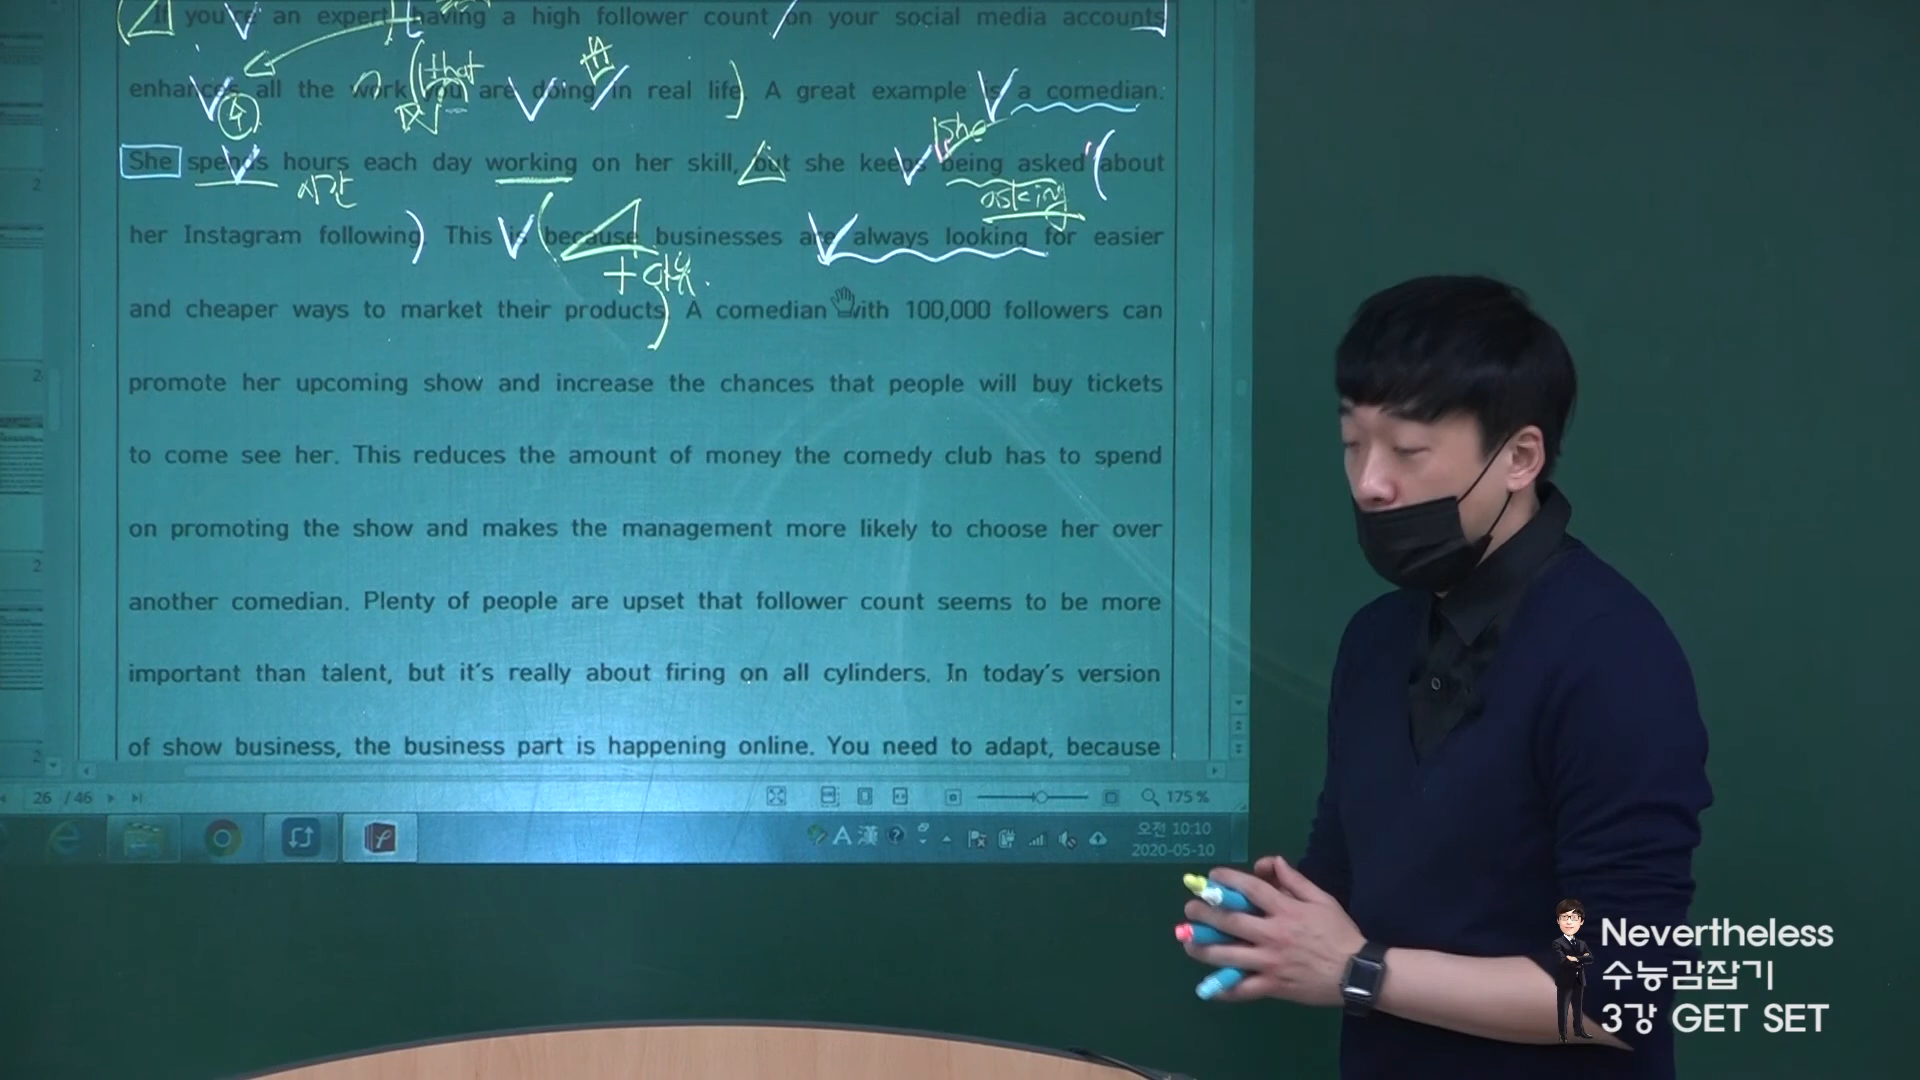 If you're an expert, having a high follower count on your social media accounts
enhances all the work you are doing in real life. A great example is a comedian.
that
She
She spends hours each day working on her skill, but she keeps being asked about
시간
asking
her Instagram following. This is because businesses are always looking for easier
and cheaper ways to market their products. A comedian with 100,000 followers can
promote her upcoming show and increase the chances that people will buy tickets
to come see her. This reduces the amount of money the comedy club has to spend
on promoting the show and makes the management more likely to choose her over
another comedian. Plenty of people are upset that follower count seems to be more
important than talent, but it's really about firing on all cylinders. In today's version
of show business, the business part is happening online. You need to adapt, because
26 / 46
175 %
A 漢
오전 10:10
2020-05-10
Nevertheless
수능감잡기
3강 GET SET